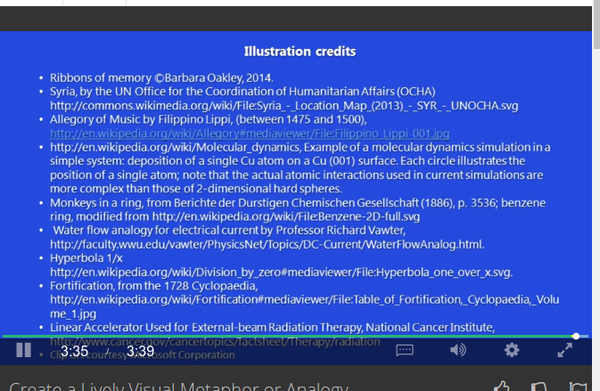 Illustration credits
• Ribbons of memory ©Barbara Oakley, 2014.
• Syria, by the UN Office for the Coordination of Humanitarian Affairs (OCHA)
http://commons.wikimedia.org/wiki/File:Syria_-_Location_Map_(2013)_-_SYR_-_UNOCHA.svg
• Allegory of Music by Filippino Lippi, (between 1475 and 1500),
http://en.wikipedia.org/wiki/Allegory#mediaviewer/File:Filippino_Lippi_001.jpg
• http://en.wikipedia.org/wiki/Molecular_dynamics, Example of a molecular dynamics simulation in a
simple system: deposition of a single Cu atom on a Cu (001) surface. Each circle illustrates the
position of a single atom; note that the actual atomic interactions used in current simulations are
more complex than those of 2-dimensional hard spheres.
• Monkeys in a ring, from Berichte der Durstigen Chemischen Gesellschaft (1886), p. 3536; benzene
ring, modified from http://en.wikipedia.org/wiki/File:Benzene-2D-full.svg
• Water flow analogy for electrical current by Professor Richard Vawter,
http://faculty.wwu.edu/vawter/PhysicsNet/Topics/DC-Current/WaterFlowAnalog.html.
• Hyperbola 1/x
http://en.wikipedia.org/wiki/Division_by_zero#mediaviewer/File:Hyperbola_one_over_x.svg.
• Fortification, from the 1728 Cyclopaedia,
http://en.wikipedia.org/wiki/Fortification#mediaviewer/File:Table_of_Fortification,_Cyclopaedia,_Volu
me_1.jpg
• Linear Accelerator Used for External-beam Radiation Therapy, National Cancer Institute,
http://www.cancer.gov/cancertopics/factsheet/Therapy/radiation
• Clip art courtesy Microsoft Corporation
3:35 / 3:39
Create a Lively Visual Metaphor or Analogy